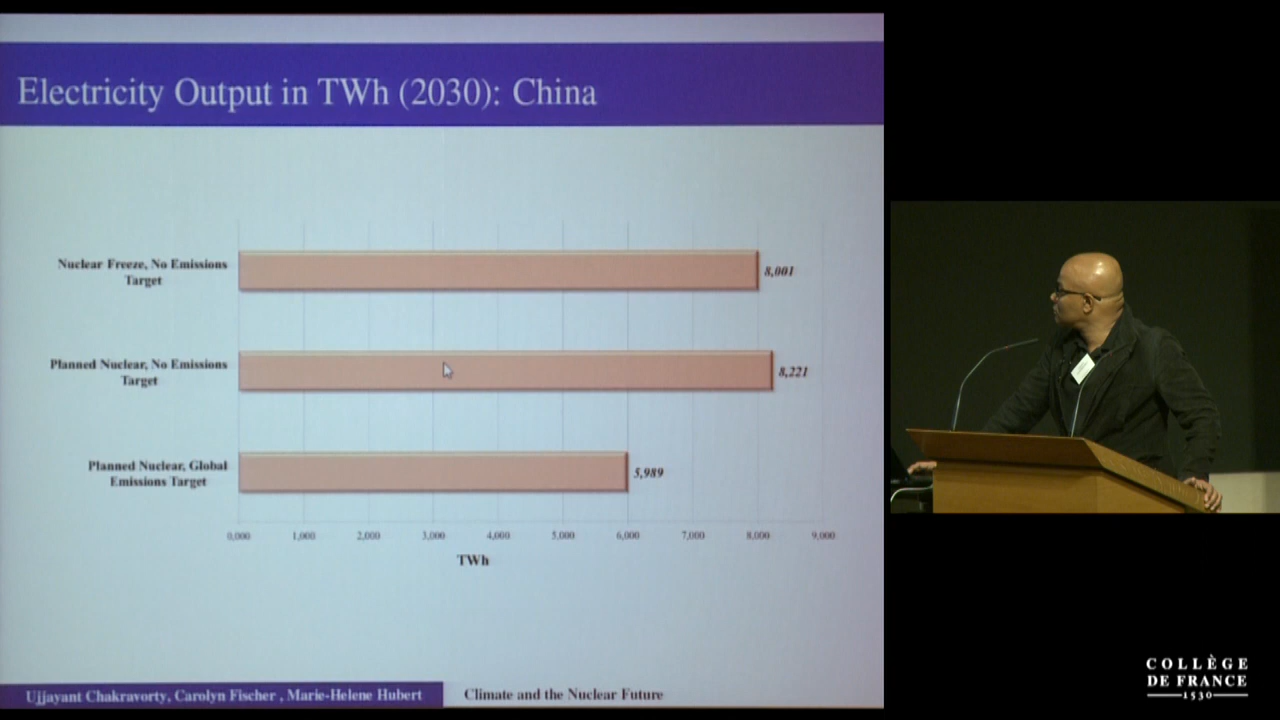 Electricity Output in TWh (2030): China
Nuclear Freeze, No Emissions
Target
8,001
Planned Nuclear, No Emissions
Target
8,221
Planned Nuclear, Global
Emissions Target
5,989
0,000 1,000 2,000 3,000 4,000 5,000 6,000 7,000 8,000 9,000
TWh
Ujjayant Chakravorty, Carolyn Fischer , Marie-Helene Hubert
Climate and the Nuclear Future
COLLÈGE
DE FRANCE
1530